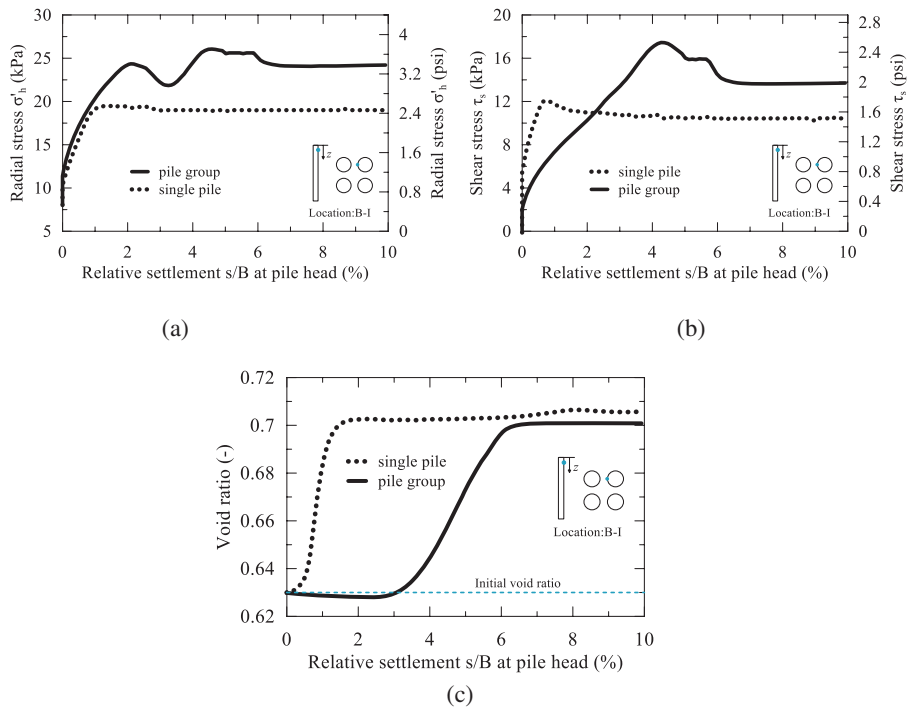 30
25
20
15
10
5
0 2 4 6 8 10
4
3.6
2.8
1.8
0.8
0
Radial stress σ'h (kPa)
Radial stress σ'h (psi)
pile group
single pile
z
Location:B-I
Relative settlement s/B at pile head (%)
(a)
20
16
12
8
4
0
0 2 4 6 8 10
2.8
2.4
2
1.6
1.2
0.8
0.4
0
Shear stress τs (kPa)
Shear stress τs (psi)
single pile
pile group
z
Location:B-I
Relative settlement s/B at pile head (%)
(b)
0.72
0.7
0.68
0.66
0.64
0.62
0 2 4 6 8 10
Void ratio (-)
single pile
pile group
z
Location:B-I
Initial void ratio
Relative settlement s/B at pile head (%)
(c)